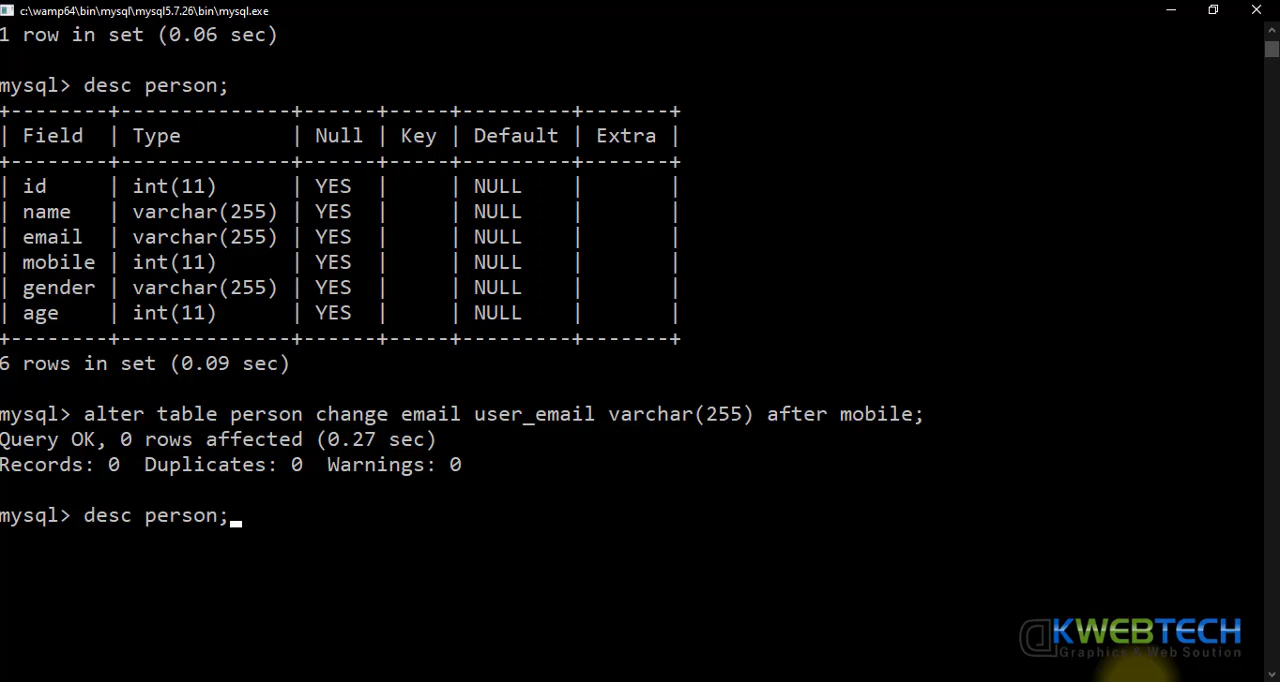 c:\wamp64\bin\mysql\mysql5.7.26\bin\mysql.exe
1 row in set (0.06 sec)
mysql> desc person;
+--------+--------------+------+-----+---------+-------+
| Field  | Type         | Null | Key | Default | Extra |
+--------+--------------+------+-----+---------+-------+
| id     | int(11)      | YES  |     | NULL    |       |
| name   | varchar(255) | YES  |     | NULL    |       |
| email  | varchar(255) | YES  |     | NULL    |       |
| mobile | int(11)      | YES  |     | NULL    |       |
| gender | varchar(255) | YES  |     | NULL    |       |
| age    | int(11)      | YES  |     | NULL    |       |
+--------+--------------+------+-----+---------+-------+
6 rows in set (0.09 sec)
mysql> alter table person change email user_email varchar(255) after mobile;
Query OK, 0 rows affected (0.27 sec)
Records: 0  Duplicates: 0  Warnings: 0
mysql> desc person;
KWEBTECH
Graphics & Web Soution